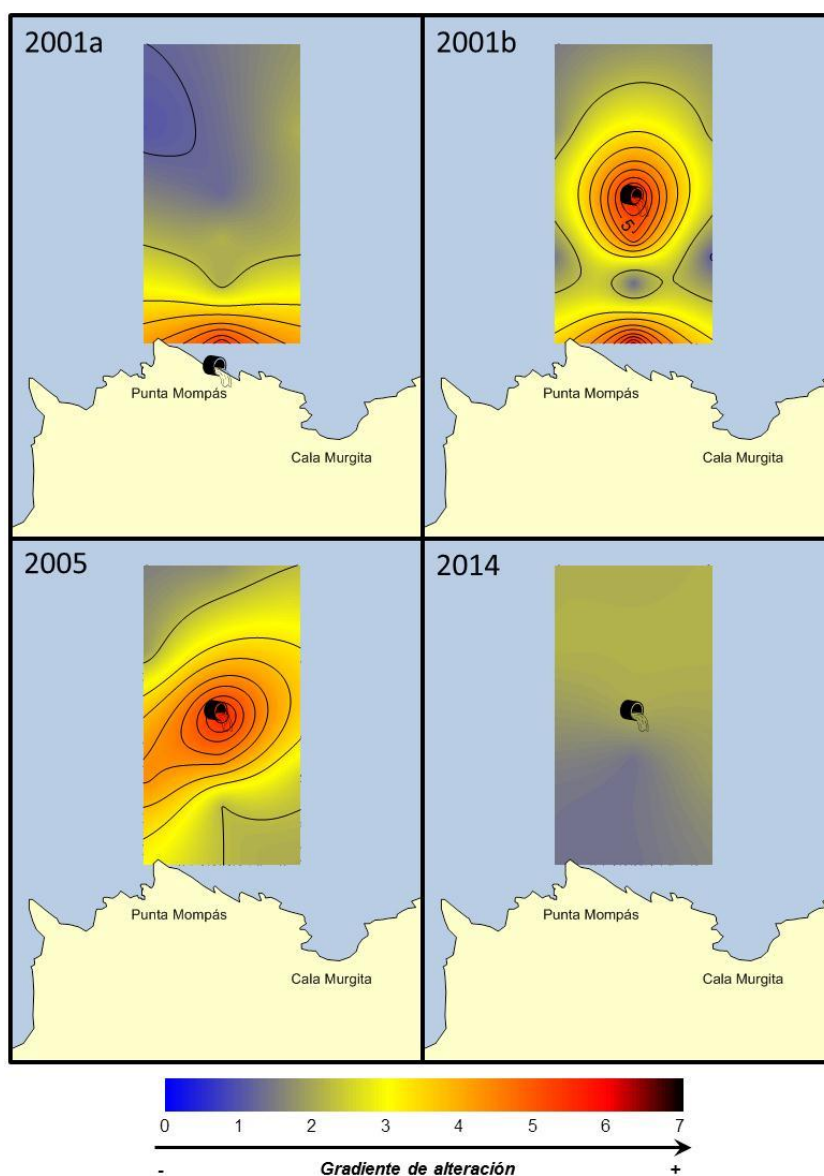 2001a
2001b
5
Punta Mompás
Cala Murgita
Punta Mompás
Cala Murgita
2005
2014
Punta Mompás
Cala Murgita
Punta Mompás
Cala Murgita
0 1 2 3 4 5 6 7
- Gradiente de alteración +